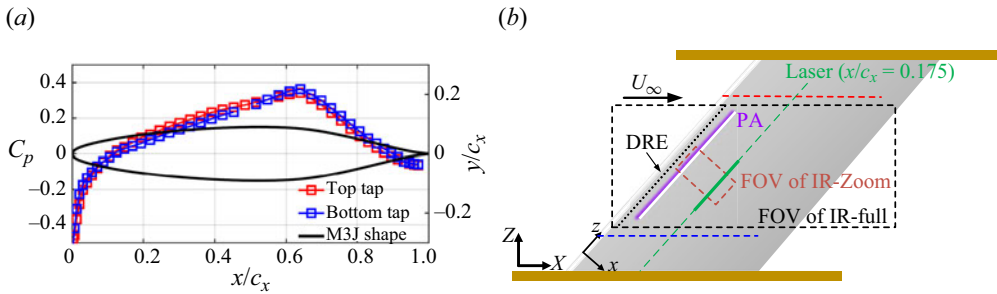 (a)
(b)
0.4
0.2
0
−0.2
−0.4
C_p
0.2
0
−0.2
y/c_x
Top tap
Bottom tap
M3J shape
0
0.2
0.4
0.6
0.8
1.0
x/c_x
Laser (x/c_x = 0.175)
U_∞
PA
DRE
FOV of IR-Zoom
FOV of IR-full
Z
z
X
x